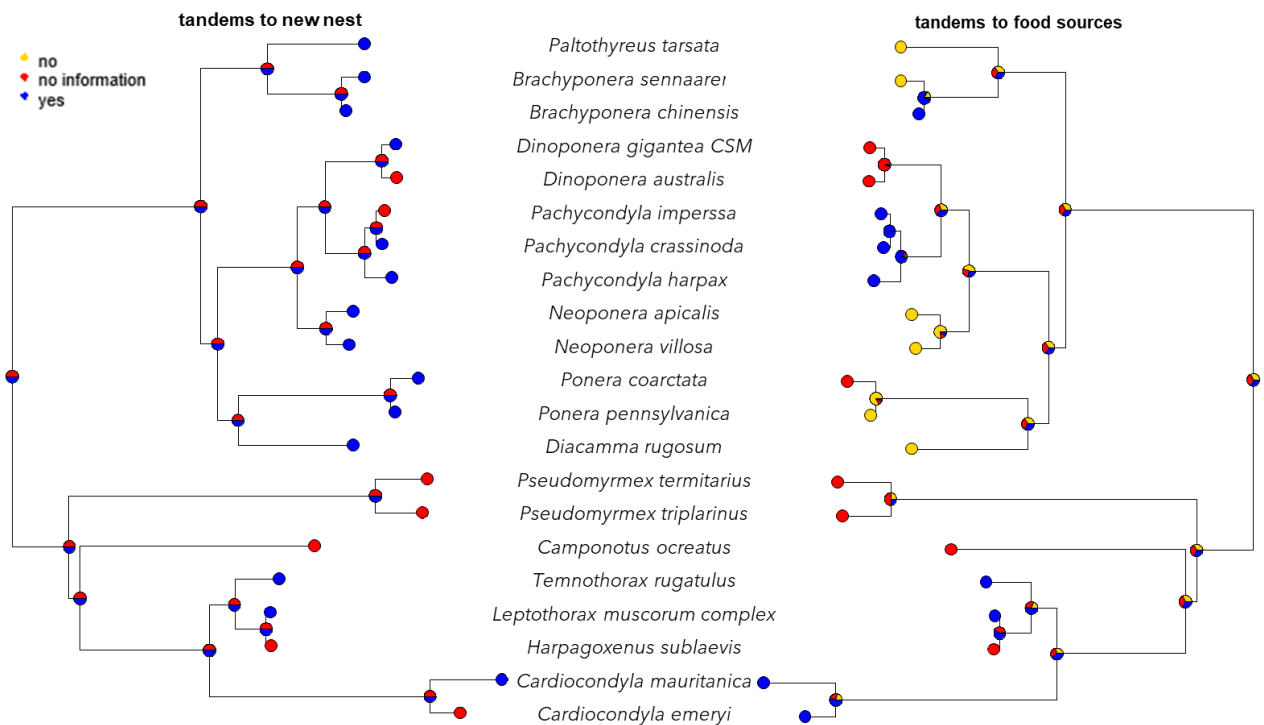 tandems to new nest
tandems to food sources
no
no information
yes
Paltothyreus tarsata
Brachyponera sennaarer
Brachyponera chinensis
Dinoponera gigantea CSM
Dinoponera australis
Pachycondyla imperssa
Pachycondyla crassinoda
Pachycondyla harpax
Neoponera apicalis
Neoponera villosa
Ponera coarctata
Ponera pennsylvanica
Diacamma rugosum
Pseudomyrmex termitarius
Pseudomyrmex triplarinus
Camponotus ocreatus
Temnothorax rugatulus
Leptothorax muscorum complex
Harpagoxenus sublaevis
Cardiocondyla mauritanica
Cardiocondyla emeryi